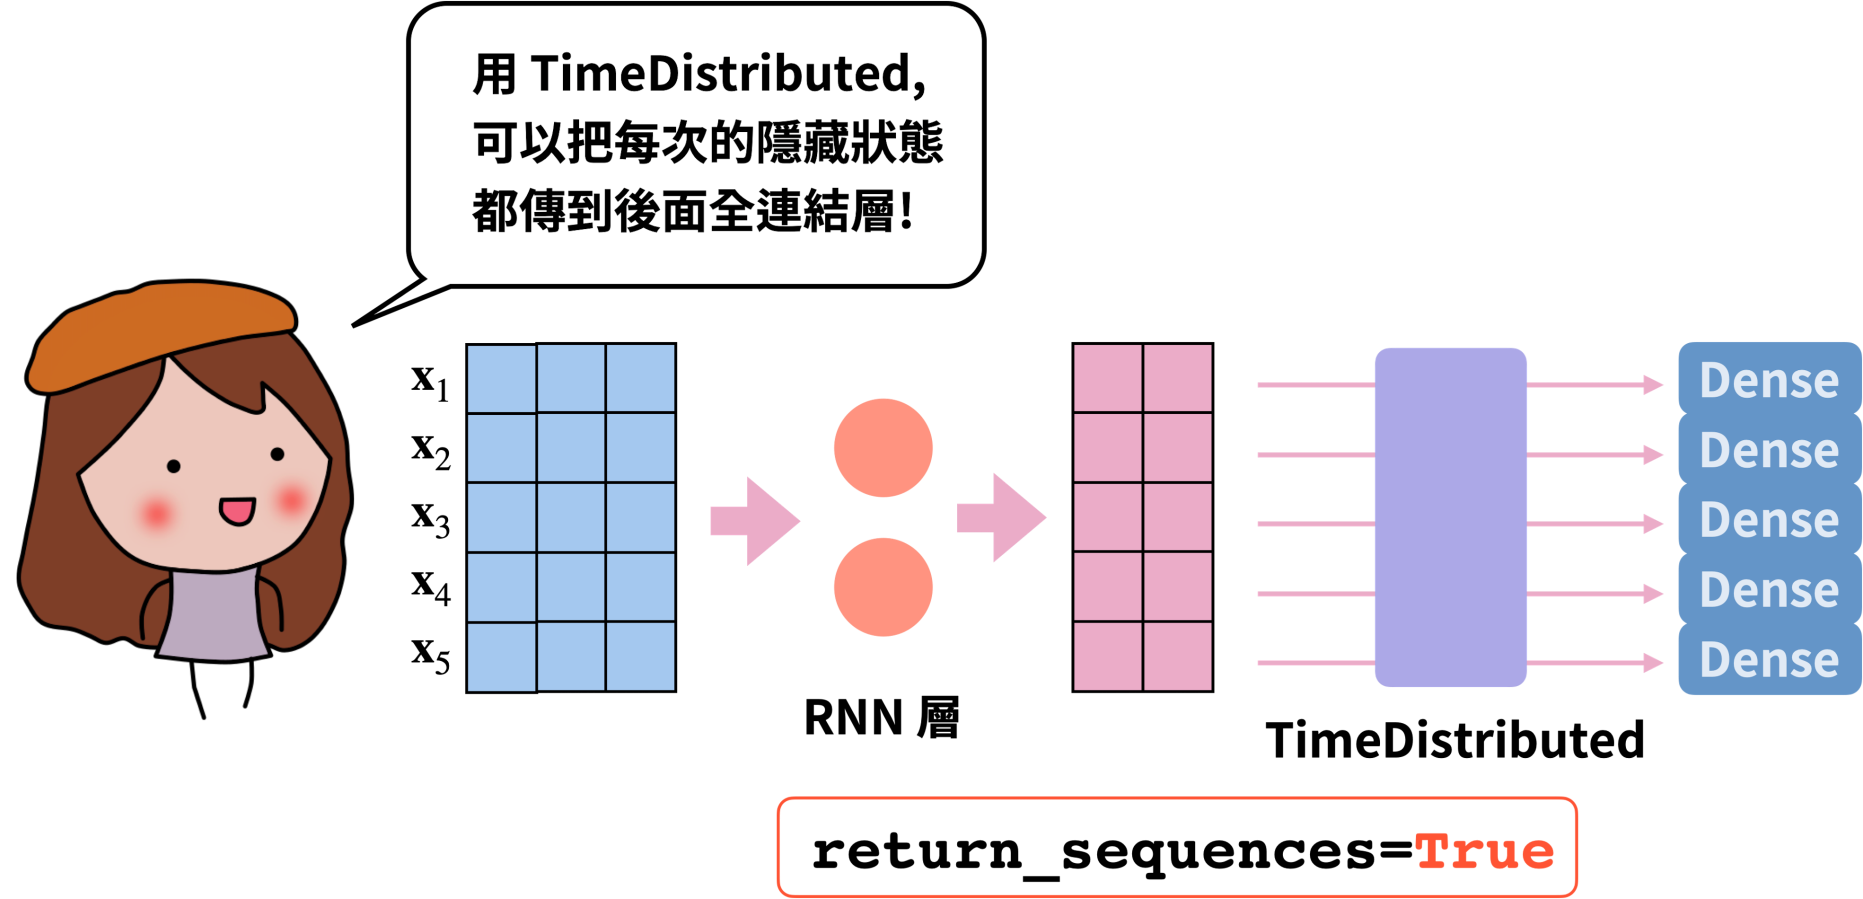 用 TimeDistributed,
可以把每次的隱藏狀態
都傳到後面全連結層!
x1
x2
x3
x4
x5
RNN 層
TimeDistributed
Dense
Dense
Dense
Dense
Dense
return_sequences=True